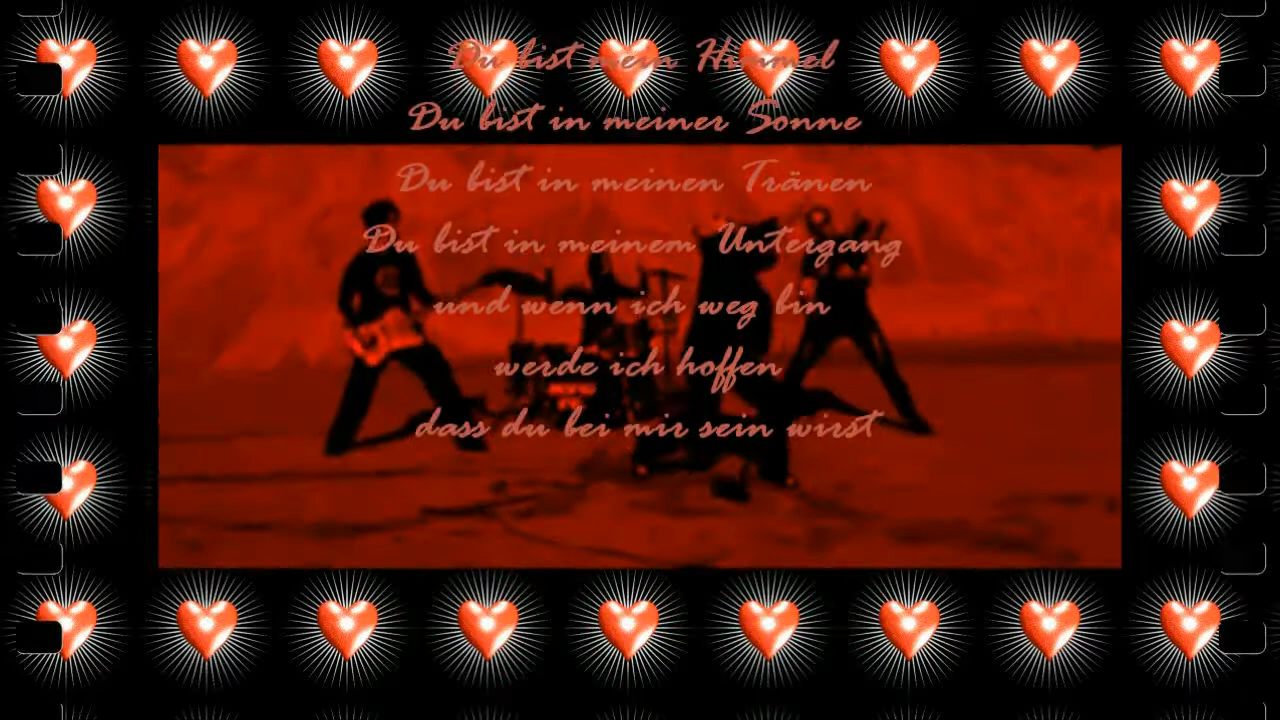 Du bist mein Himmel
Du bist in meiner Sonne
Du bist in meinen Tränen
Du bist in meinem Untergang
und wenn ich weg bin
werde ich hoffen
dass du bei mir sein wirst